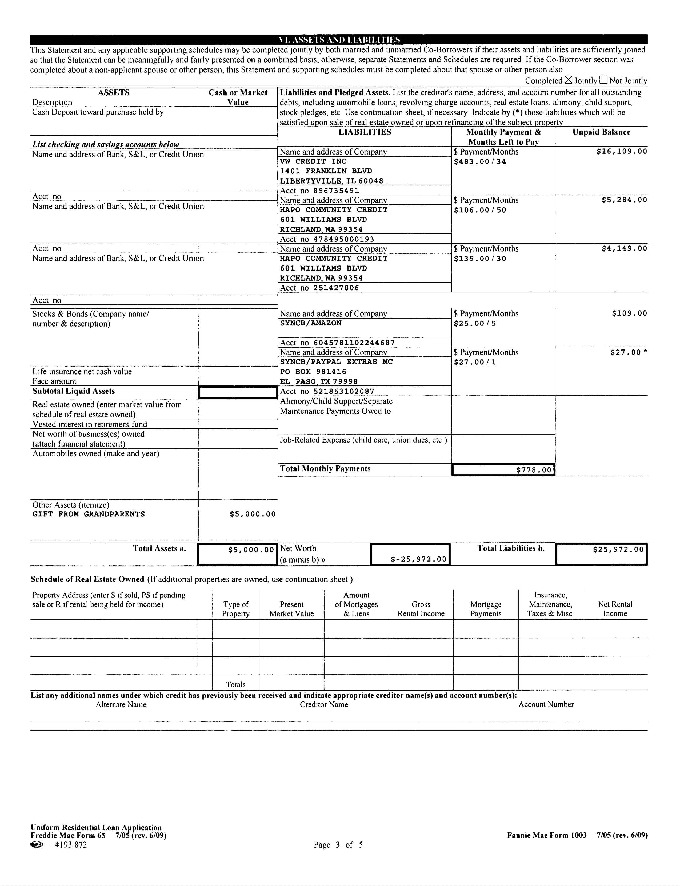 VI. ASSETS AND LIABILITIES
This Statement and any applicable supporting schedules may be completed jointly by both married and unmarried Co-Borrowers if their assets and liabilities are sufficiently joined
so that the Statement can be meaningfully and fairly presented on a combined basis; otherwise, separate Statements and Schedules are required. If the Co-Borrower section was
completed about a non-applicant spouse or other person, this Statement and supporting schedules must be completed about that spouse or other person also.
Completed ☒ Jointly ☐ Not Jointly
ASSETS
Description
Cash or Market
Value
Cash Deposit toward purchase held by
Liabilities and Pledged Assets. List the creditor's name, address, and account number for all outstanding
debts, including automobile loans, revolving charge accounts, real estate loans, alimony, child support,
stock pledges, etc. Use continuation sheet, if necessary. Indicate by (*) those liabilities which will be
satisfied upon sale of real estate owned or upon refinancing of the subject property.
LIABILITIES
Monthly Payment &
Months Left to Pay
Unpaid Balance
List checking and savings accounts below
Name and address of Bank, S&L, or Credit Union
Acct. no.
Name and address of Company
VW CREDIT INC
1401 FRANKLIN BLVD
LIBERTYVILLE, IL 60048
Acct. no. 856735451
$ Payment/Months
$483.00/34
$16,109.00
Name and address of Bank, S&L, or Credit Union
Acct. no.
Name and address of Company
HAPO COMMUNITY CREDIT
601 WILLIAMS BLVD
RICHLAND, WA 99354
Acct. no. 478495000193
$ Payment/Months
$106.00/50
$5,284.00
Name and address of Bank, S&L, or Credit Union
Acct. no.
Name and address of Company
HAPO COMMUNITY CREDIT
601 WILLIAMS BLVD
RICHLAND, WA 99354
Acct. no. 251427006
$ Payment/Months
$135.00/30
$4,149.00
Stocks & Bonds (Company name/
number & description)
Name and address of Company
SYNCB/AMAZON
Acct. no. 6045781102244687
$ Payment/Months
$25.00/5
$109.00
Name and address of Company
SYNCB/PAYPAL EXTRAS MC
PO BOX 981416
EL PASO, TX 79998
Acct. no. 521853102087
$ Payment/Months
$27.00/1
$27.00 *
Life insurance net cash value
Face amount
Subtotal Liquid Assets
Real estate owned (enter market value from
schedule of real estate owned)
Vested interest in retirement fund
Net worth of business(es) owned
(attach financial statement)
Automobiles owned (make and year)
Alimony/Child Support/Separate
Maintenance Payments Owed to
Job-Related Expense (child care, union dues, etc.)
Total Monthly Payments
$778.00
Other Assets (itemize)
GIFT FROM GRANDPARENTS
$5,000.00
Total Assets a.
$5,000.00
Net Worth
(a minus b)
$-25,972.00
Total Liabilities b.
$25,972.00
Schedule of Real Estate Owned (If additional properties are owned, use continuation sheet.)
Property Address (enter S if sold, PS if pending
sale or R if rental being held for income)
Type of
Property
Present
Market Value
Amount
of Mortgages
& Liens
Gross
Rental Income
Mortgage
Payments
Insurance,
Maintenance,
Taxes & Misc
Net Rental
Income
Totals
List any additional names under which credit has previously been received and indicate appropriate creditor name(s) and account number(s):
Alternate Name
Creditor Name
Account Number
Uniform Residential Loan Application
Freddie Mac Form 65 7/05 (rev. 6/09)
Page 3 of 5
Fannie Mae Form 1003 7/05 (rev. 6/09)